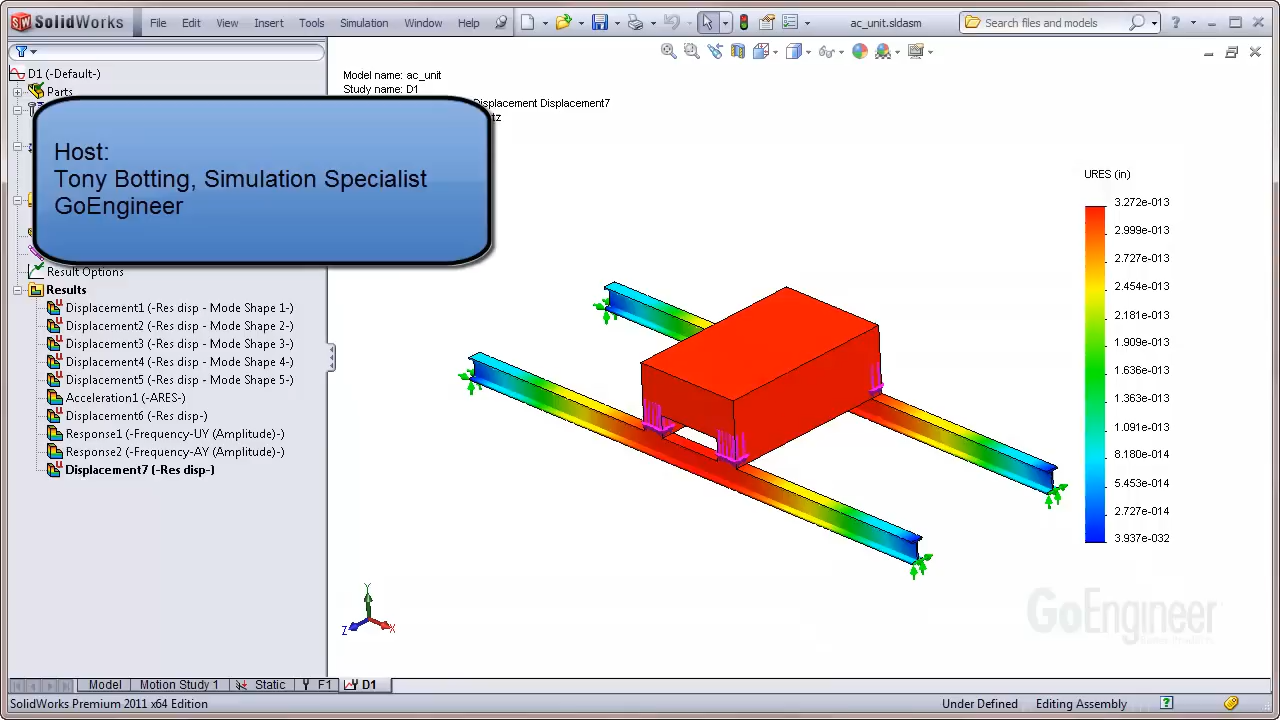 SolidWorks
File Edit View Insert Tools Simulation Window Help
ac_unit.sldasm
Search files and models
D1 (-Default-)
Parts
Host:
Tony Botting, Simulation Specialist
GoEngineer
Result Options
Results
Displacement1 (-Res disp - Mode Shape 1-)
Displacement2 (-Res disp - Mode Shape 2-)
Displacement3 (-Res disp - Mode Shape 3-)
Displacement4 (-Res disp - Mode Shape 4-)
Displacement5 (-Res disp - Mode Shape 5-)
Acceleration1 (-ARES-)
Displacement6 (-Res disp-)
Response1 (-Frequency-UY (Amplitude)-)
Response2 (-Frequency-AY (Amplitude)-)
Displacement7 (-Res disp-)
Model name: ac_unit
Study name: D1
Displacement Displacement7
tz
URES (in)
3.272e-013
2.999e-013
2.727e-013
2.454e-013
2.181e-013
1.909e-013
1.636e-013
1.363e-013
1.091e-013
8.180e-014
5.453e-014
2.727e-014
3.937e-032
Y
Z X
GoEngineer
Model Motion Study 1 Static F1 D1
SolidWorks Premium 2011 x64 Edition
Under Defined Editing Assembly